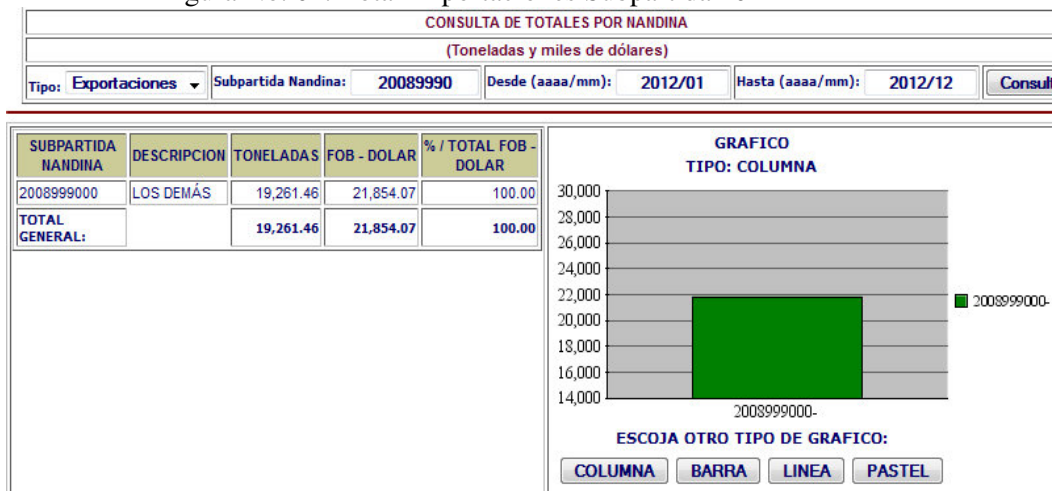 CONSULTA DE TOTALES POR NANDINA
(Toneladas y miles de dólares)
Tipo: Exportaciones Subpartida Nandina: 20089990 Desde (aaaa/mm): 2012/01 Hasta (aaaa/mm): 2012/12 Consult
SUBPARTIDA NANDINA DESCRIPCION TONELADAS FOB - DOLAR % / TOTAL FOB - DOLAR
2008999000 LOS DEMÁS 19,261.46 21,854.07 100.00
TOTAL GENERAL: 19,261.46 21,854.07 100.00
GRAFICO
TIPO: COLUMNA
30,000
28,000
26,000
24,000
22,000
20,000
18,000
16,000
14,000
2008999000-
2008999000-
ESCOJA OTRO TIPO DE GRAFICO:
COLUMNA BARRA LINEA PASTEL